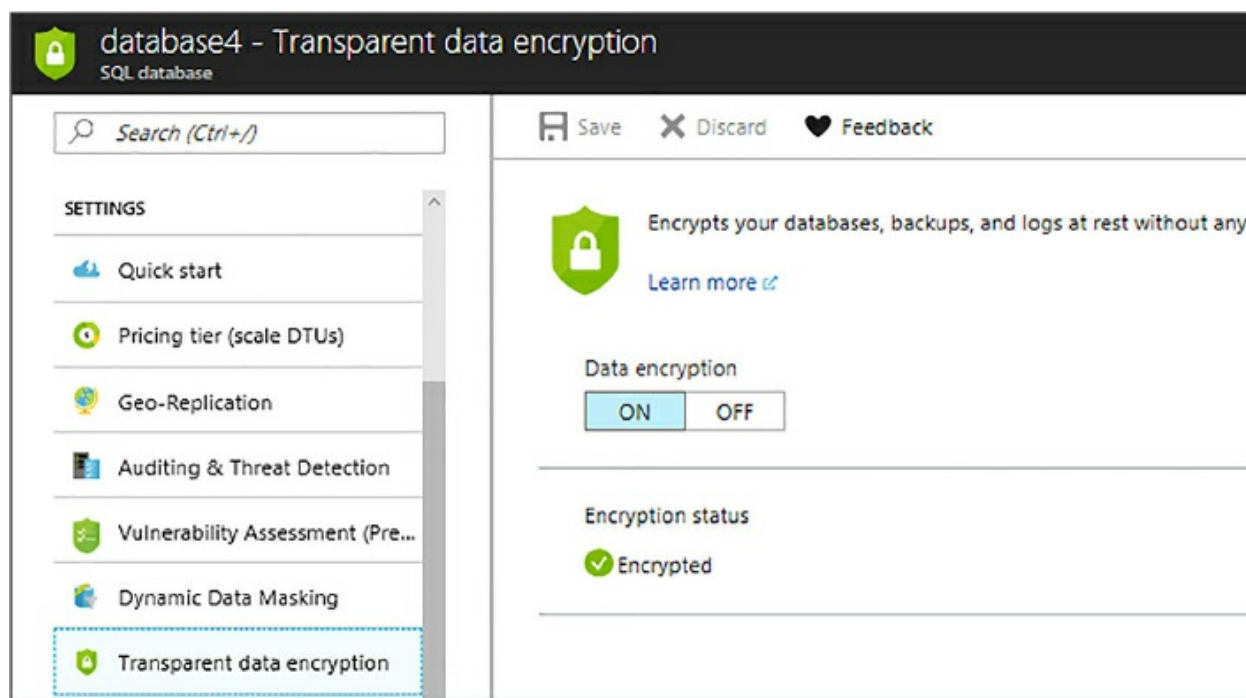 database4 - Transparent data encryption
SQL database
Search (Ctrl+/)
SETTINGS
Quick start
Pricing tier (scale DTUs)
Geo-Replication
Auditing & Threat Detection
Vulnerability Assessment (Pre...
Dynamic Data Masking
Transparent data encryption
Save Discard Feedback
Encrypts your databases, backups, and logs at rest without any
Learn more
Data encryption
ON OFF
Encryption status
Encrypted